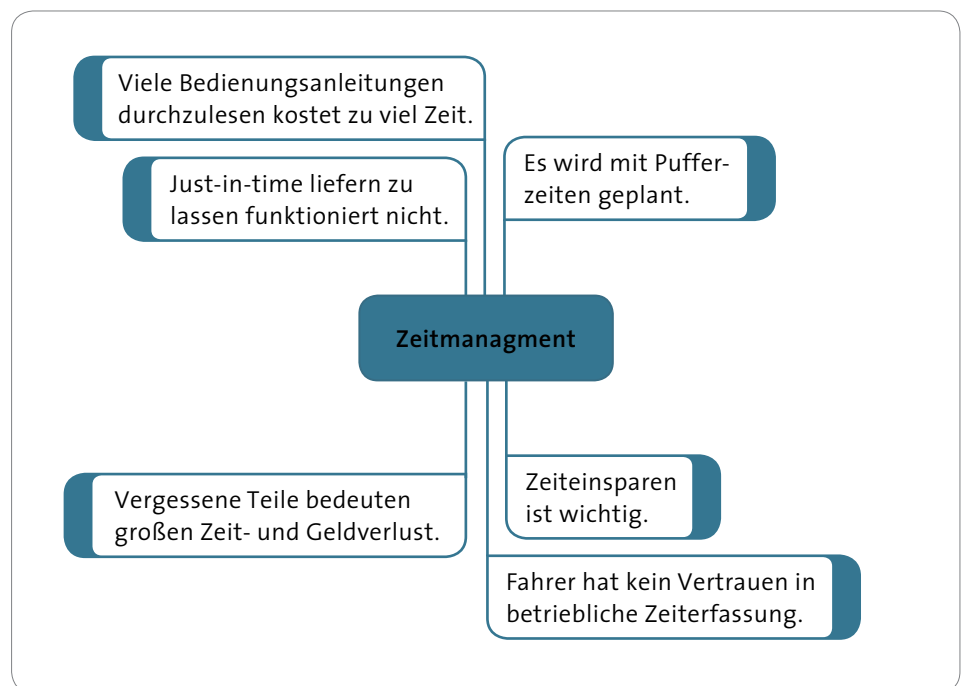 Viele Bedienungsanleitungen
durchzulesen kostet zu viel Zeit.
Just-in-time liefern zu
lassen funktioniert nicht.
Es wird mit Puffer-
zeiten geplant.
Zeitmanagment
Vergessene Teile bedeuten
großen Zeit- und Geldverlust.
Zeiteinsparen
ist wichtig.
Fahrer hat kein Vertrauen in
betriebliche Zeiterfassung.